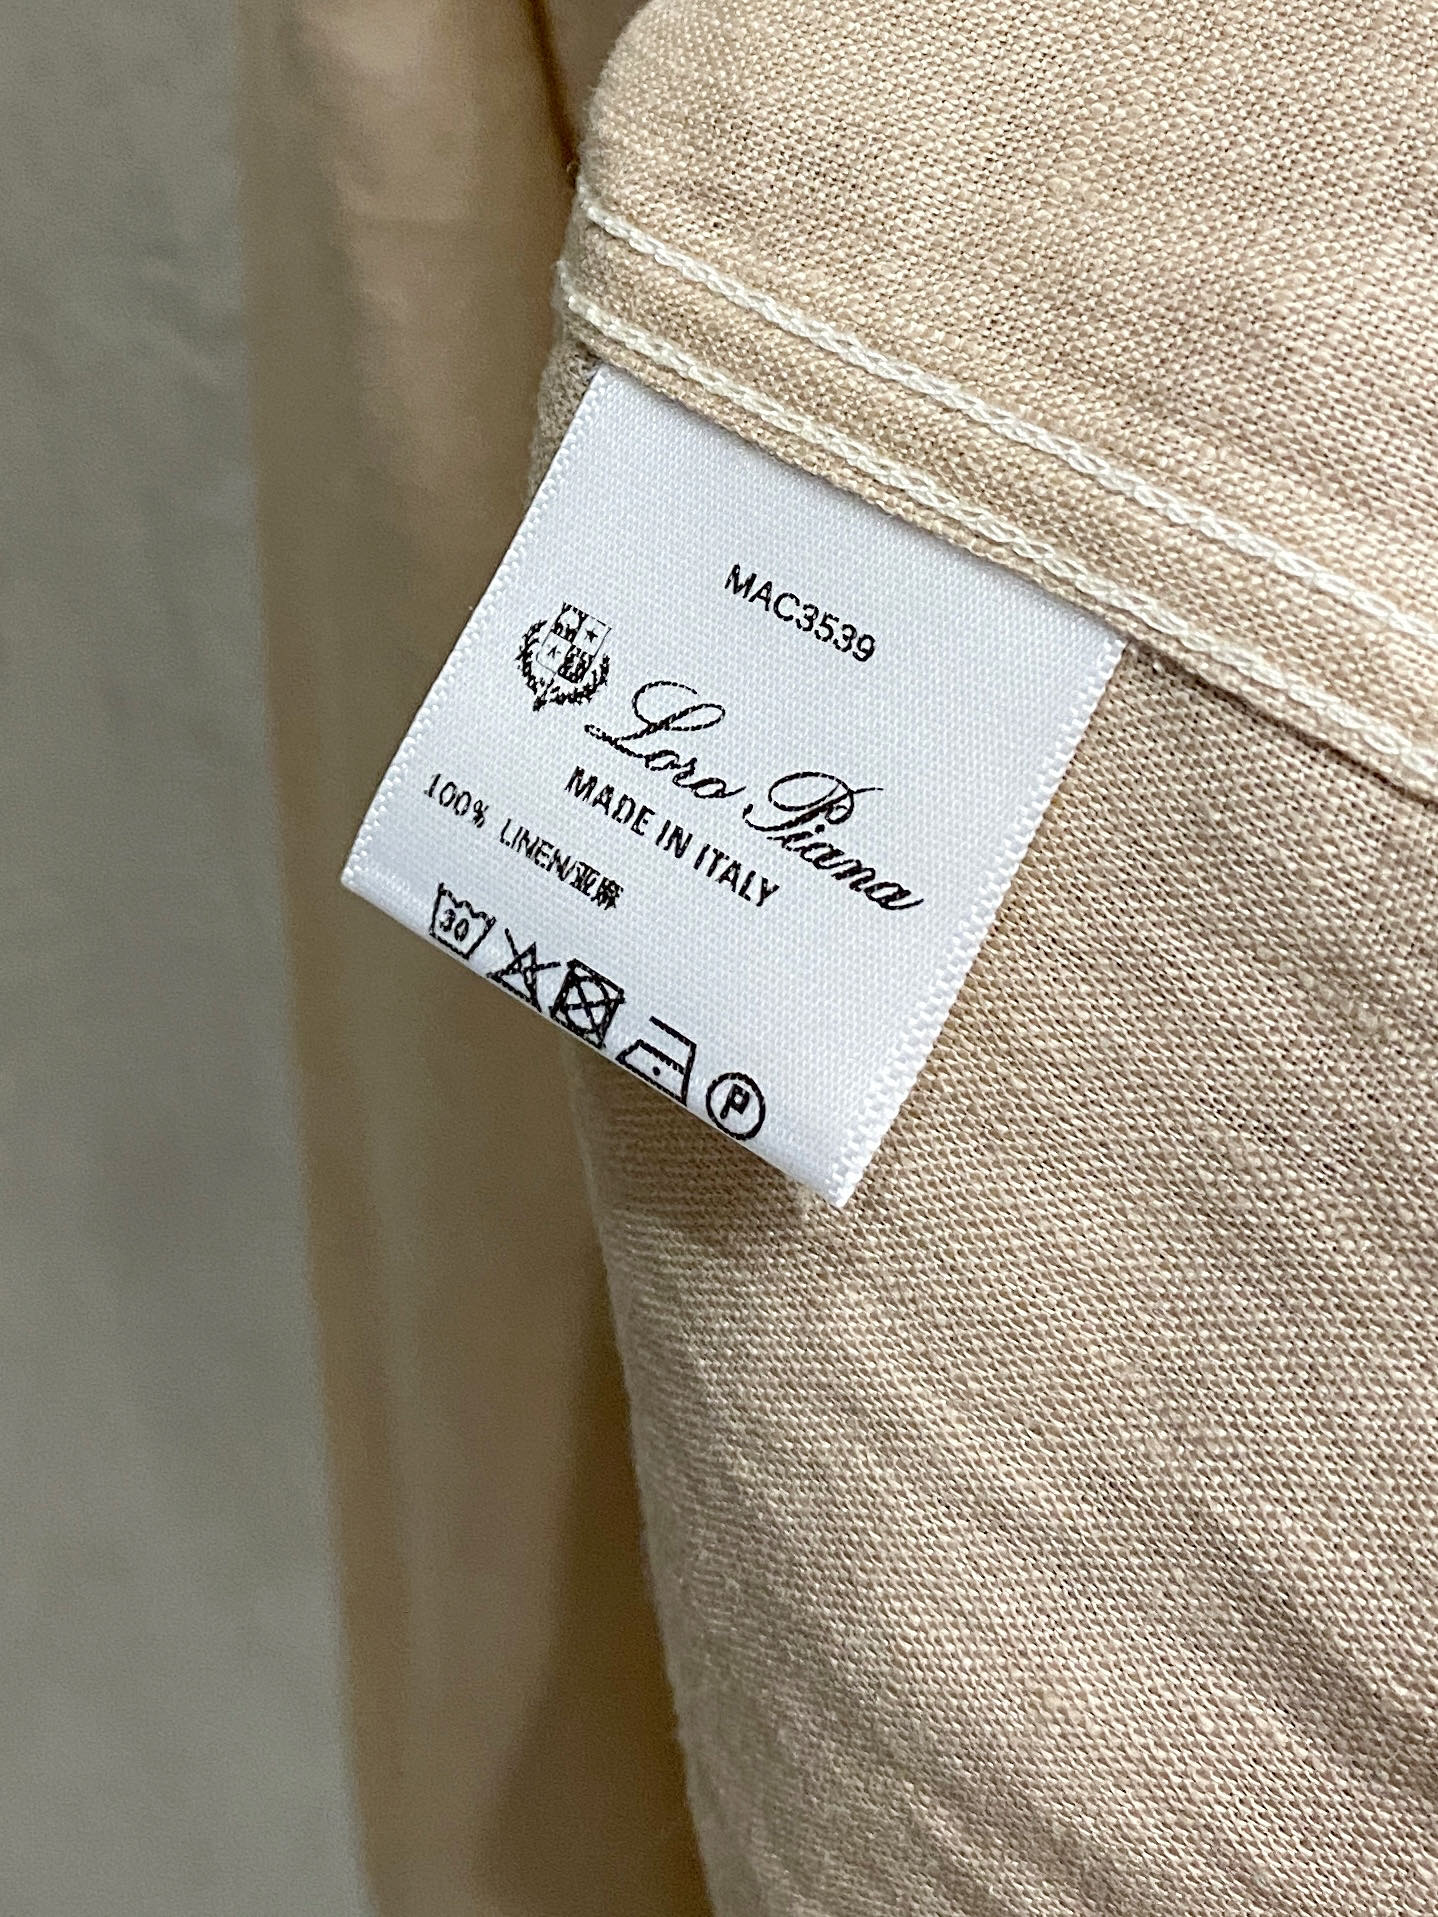 MAC3539
Loro Piana
MADE IN ITALY
100% LINEN/亚麻
30
P